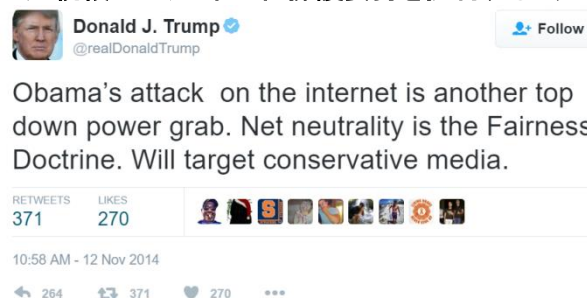 Donald J. Trump
@realDonaldTrump
Follow
Obama's attack on the internet is another top
down power grab. Net neutrality is the Fairness
Doctrine. Will target conservative media.
RETWEETS LIKES
371 270
10:58 AM - 12 Nov 2014
264 371 270